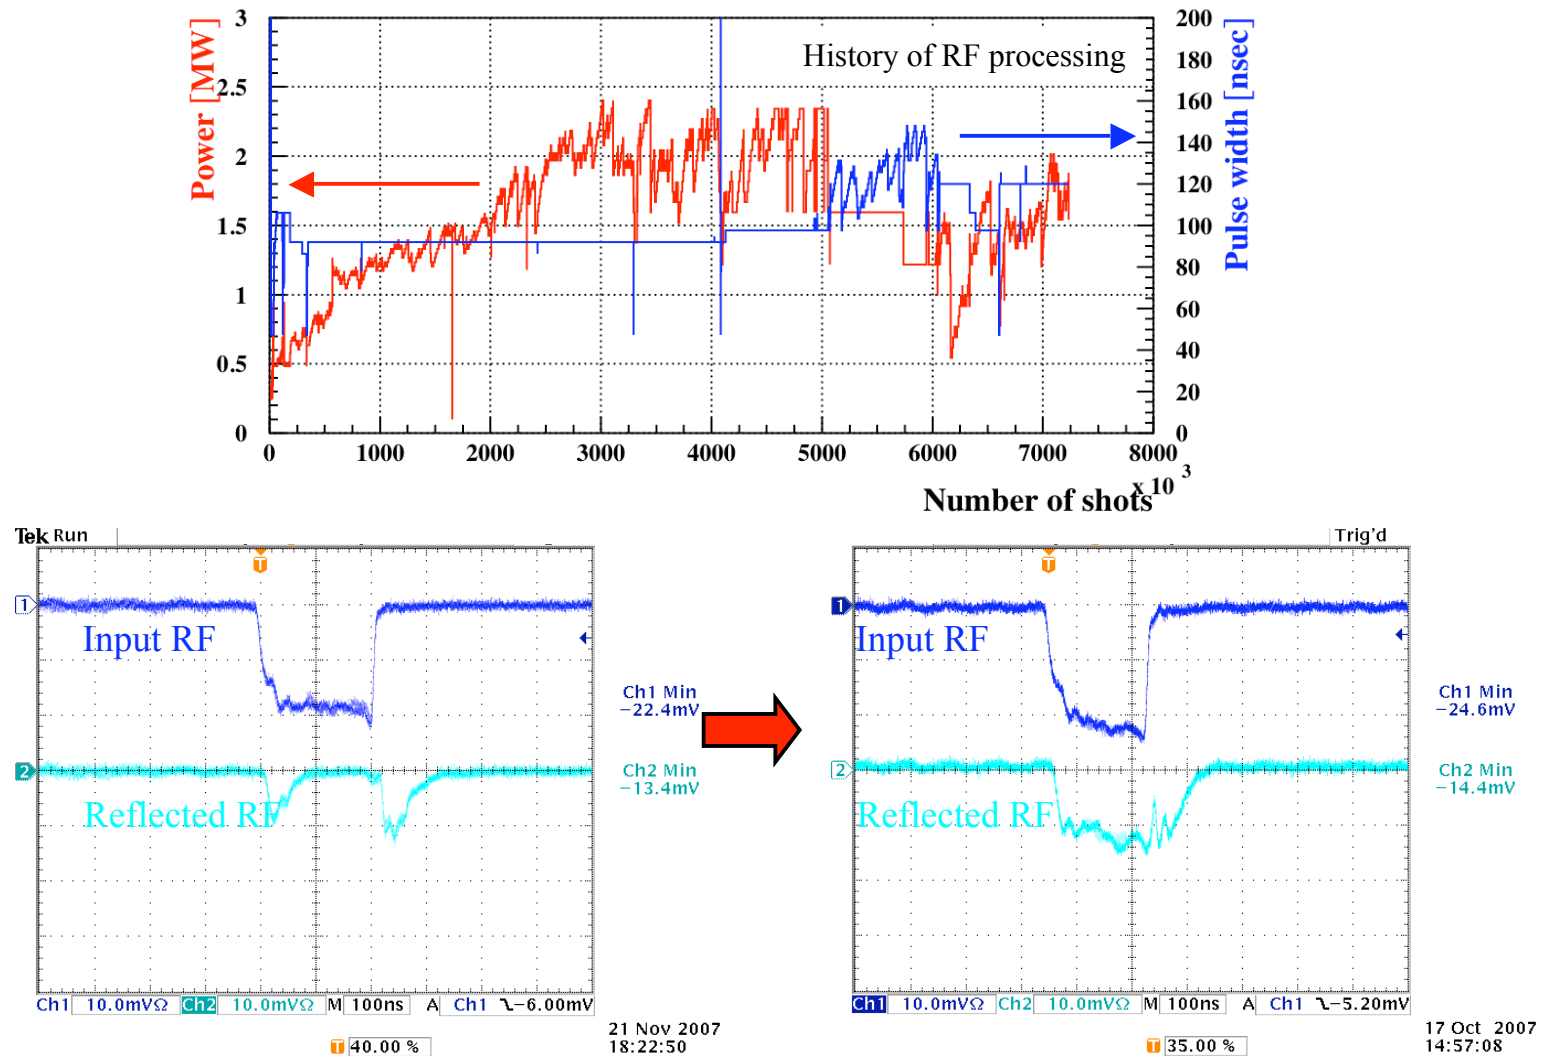 History of RF processing
Power [MW]
3
2.5
2
1.5
1
0.5
0
200
180
160
140
120
100
80
60
40
20
0
Pulse width [nsec]
0 1000 2000 3000 4000 5000 6000 7000 8000
x 10 3
Number of shots
Tek Run
T
1
Input RF
2
Reflected RF
Ch1 Min
-22.4mV
Ch2 Min
-13.4mV
Ch1 10.0mVΩ Ch2 10.0mVΩ M 100ns A Ch1 -6.00mV
21 Nov 2007
18:22:50
T 40.00 %
Trig'd
T
1
Input RF
2
Reflected RF
Ch1 Min
-24.6mV
Ch2 Min
-14.4mV
Ch1 10.0mVΩ Ch2 10.0mVΩ M 100ns A Ch1 -5.20mV
17 Oct 2007
14:57:08
T 35.00 %